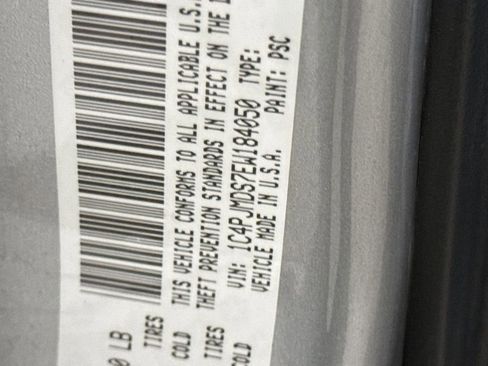 0 LB
TIRES
COLD
TIRES
COLD
THIS VEHICLE CONFORMS TO ALL APPLICABLE U.S.
THEFT PREVENTION STANDARDS IN EFFECT ON THE
VIN: 1C4PJMDS7EW184050 TYPE:
VEHICLE MADE IN U.S.A. PAINT: PSC